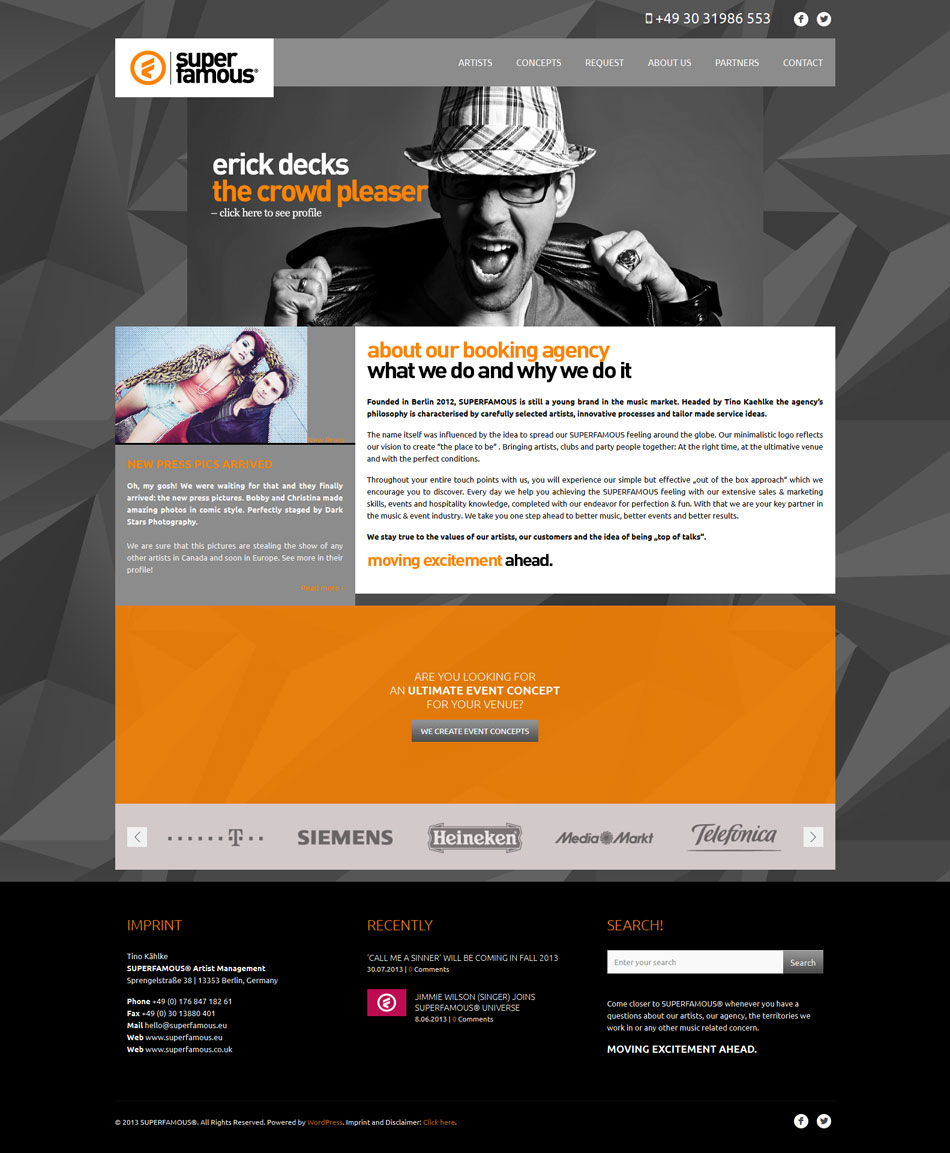 +49 30 31986 553
super
famous®
ARTISTS CONCEPTS REQUEST ABOUT US PARTNERS CONTACT
erick decks
the crowd pleaser
– click here to see profile
New Press
NEW PRESS PICS ARRIVED
Oh, my gosh! We were waiting for that and they finally
arrived: the new press pictures. Bobby and Christina made
amazing photos in comic style. Perfectly staged by Dark
Stars Photography.
We are sure that this pictures are stealing the show of any
other artists in Canada and soon in Europe. See more in their
profile!
Read more
about our booking agency
what we do and why we do it
Founded in Berlin 2012, SUPERFAMOUS is still a young brand in the music market. Headed by Tino Kaehlke the agency's
philosophy is characterised by carefully selected artists, innovative processes and tailor made service ideas.
The name itself was influenced by the idea to spread our SUPERFAMOUS feeling around the globe. Our minimalistic logo reflects
our vision to create “the place to be” . Bringing artists, clubs and party people together: At the right time, at the ultimative venue
and with the perfect conditions.
Throughout your entire touch points with us, you will experience our simple but effective „out of the box approach“ which we
encourage you to discover. Every day we help you achieving the SUPERFAMOUS feeling with our extensive sales & marketing
skills, events and hospitality knowledge, completed with our endeavor for perfection & fun. With that we are your key partner in
the music & event industry. We take you one step ahead to better music, better events and better results.
We stay true to the values of our artists, our customers and the idea of being „top of talks“.
moving excitement ahead.
ARE YOU LOOKING FOR
AN ULTIMATE EVENT CONCEPT
FOR YOUR VENUE?
WE CREATE EVENT CONCEPTS
T SIEMENS Heineken Media Markt Telefónica
IMPRINT
Tino Kählke
SUPERFAMOUS® Artist Management
Sprengelstraße 38 | 13353 Berlin, Germany
Phone +49 (0) 176 847 182 61
Fax +49 (0) 30 13880 401
Mail hello@superfamous.eu
Web www.superfamous.eu
Web www.superfamous.co.uk
RECENTLY
'CALL ME A SINNER' WILL BE COMING IN FALL 2013
30.07.2013 | 0 Comments
JIMMIE WILSON (SINGER) JOINS
SUPERFAMOUS® UNIVERSE
8.06.2013 | 0 Comments
SEARCH!
Enter your search Search
Come closer to SUPERFAMOUS® whenever you have a
questions about our artists, our agency, the territories we
work in or any other music related concern.
MOVING EXCITEMENT AHEAD.
© 2013 SUPERFAMOUS®. All Rights Reserved. Powered by WordPress. Imprint and Disclaimer: Click here.